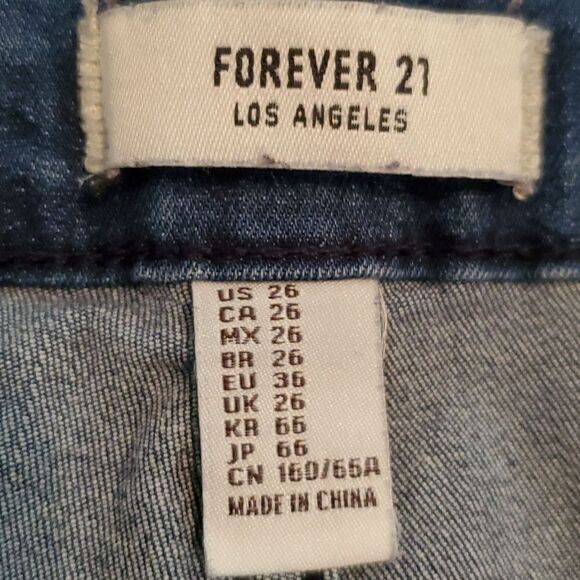 FOREVER 21
LOS ANGELES
US 26
CA 26
MX 26
BR 26
EU 36
UK 26
KR 66
JP 66
CN 160/66A
MADE IN CHINA